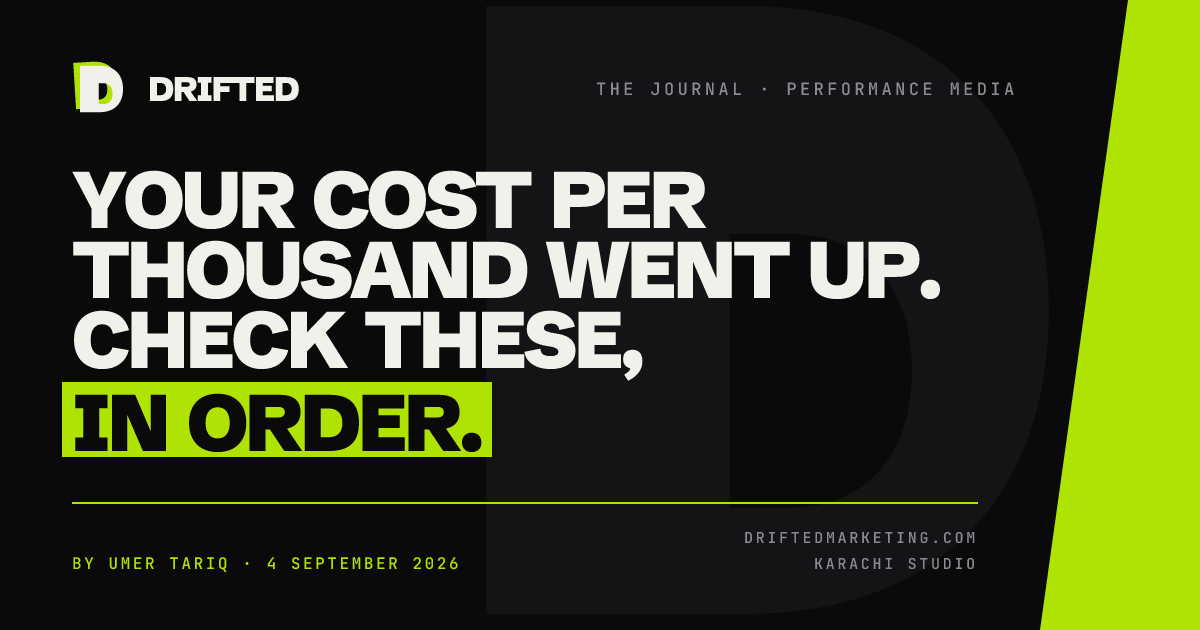 DRIFTED
THE JOURNAL · PERFORMANCE MEDIA
YOUR COST PER
THOUSAND WENT UP.
CHECK THESE,
IN ORDER.
DRIFTEDMARKETING.COM
BY UMER TARIQ · 4 SEPTEMBER 2026
KARACHI STUDIO